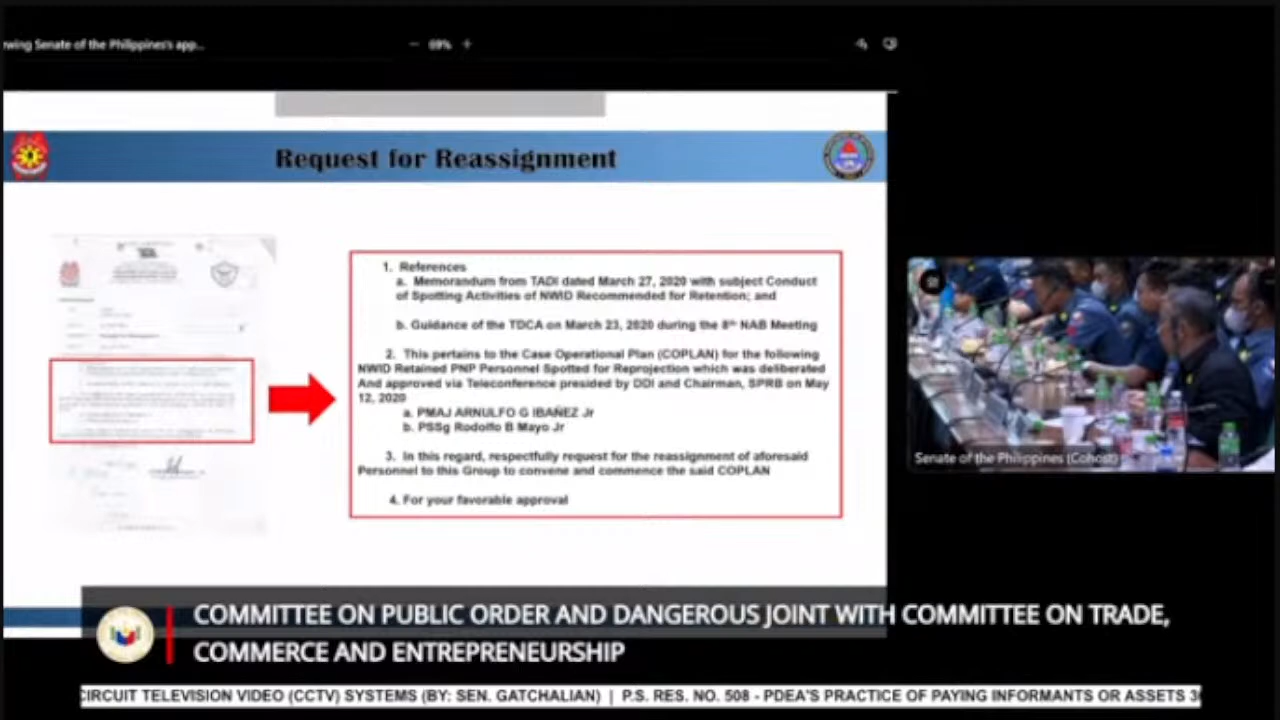 wing Senate of the Philippines's app...
69%
Request for Reassignment
1. References
a. Memorandum from TADI dated March 27, 2020 with subject Conduct
of Spotting Activities of NWID Recommended for Retention; and
b. Guidance of the TDCA on March 23, 2020 during the 8th NAB Meeting
2. This pertains to the Case Operational Plan (COPLAN) for the following
NWID Retained PNP Personnel Spotted for Reprojection which was deliberated
And approved via Teleconference presided by DDI and Chairman, SPRB on May
12, 2020
a. PMAJ ARNULFO G IBAÑEZ Jr
b. PSSg Rodolfo B Mayo Jr
3. In this regard, respectfully request for the reassignment of aforesaid
Personnel to this Group to convene and commence the said COPLAN
4. For your favorable approval
Senate of the Philippines (Cohost)
COMMITTEE ON PUBLIC ORDER AND DANGEROUS JOINT WITH COMMITTEE ON TRADE,
COMMERCE AND ENTREPRENEURSHIP
CIRCUIT TELEVISION VIDEO (CCTV) SYSTEMS (BY: SEN. GATCHALIAN) | P.S. RES. NO. 508 - PDEA'S PRACTICE OF PAYING INFORMANTS OR ASSETS 3